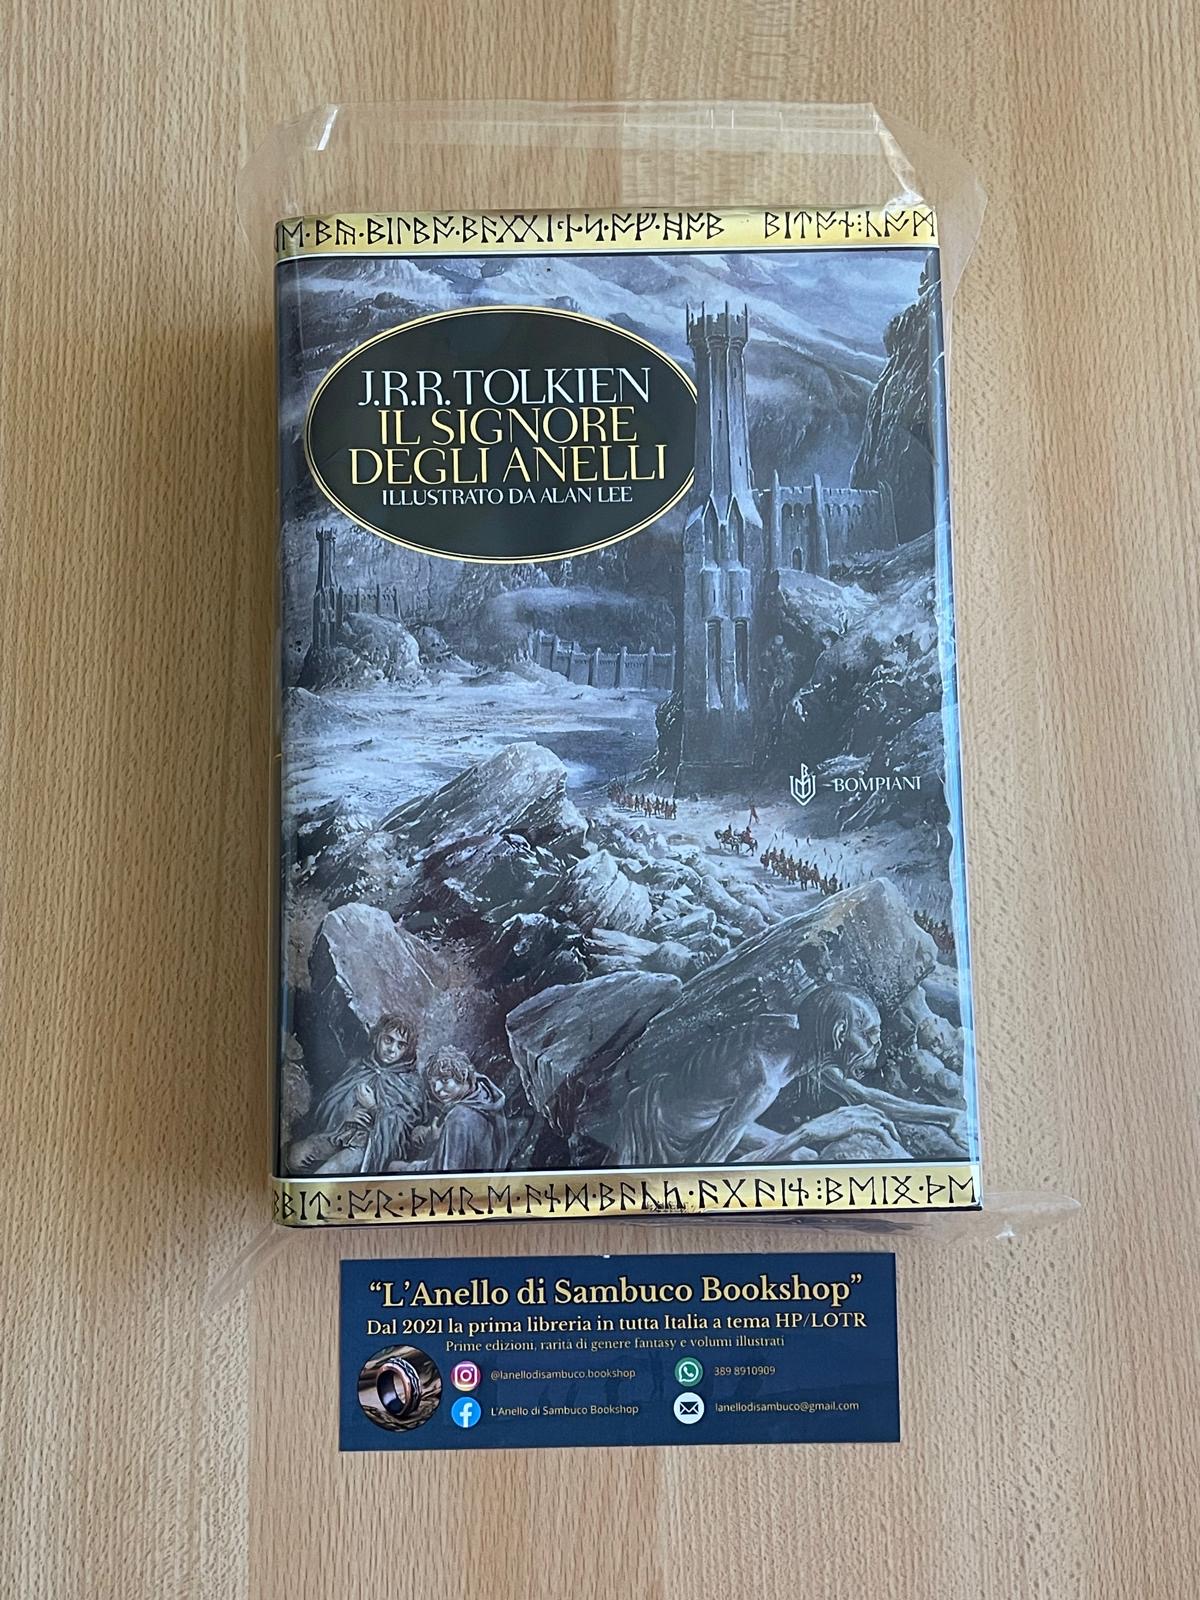 J.R.R. TOLKIEN
IL SIGNORE
DEGLI ANELLI
ILLUSTRATO DA ALAN LEE
BOMPIANI
“L'Anello di Sambuco Bookshop”
Dal 2021 la prima libreria in tutta Italia a tema HP/LOTR
Prime edizioni, rarità di genere fantasy e volumi illustrati
@lanellodisambuco.bookshop
389 8910909
L'Anello di Sambuco Bookshop
lanellodisambuco@gmail.com